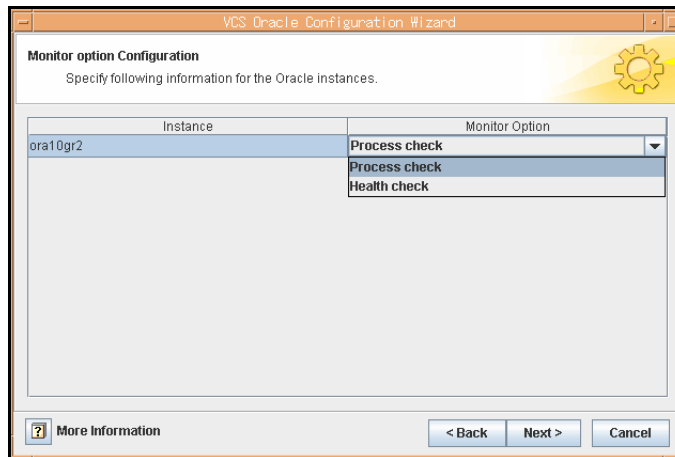 VCS Oracle Configuration Wizard
Monitor option Configuration
Specify following information for the Oracle instances.
Instance Monitor Option
ora10gr2 Process check
Process check
Health check
? More Information < Back Next > Cancel